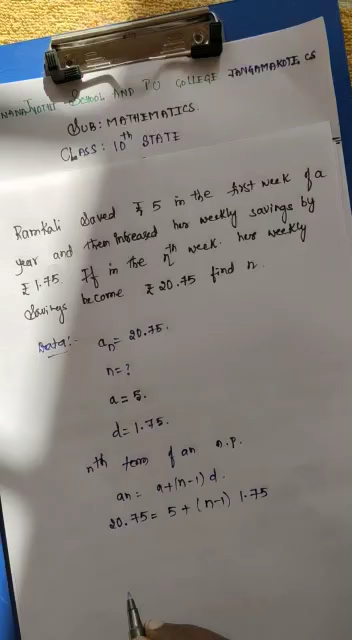 SCHOOL AND PU COLLEGE JANGAMAKOTE, CS
SUB: MATHEMATICS.
CLASS: 10th STATE
Ramkali saved ₹ 5 in the first week of a
year and then increased her weekly savings by
₹ 1.75. If in the nth week. her weekly
Savings become ₹ 20.75 find n.
Data:- an = 20.75.
n = ?
a = 5.
d = 1.75.
nth term of an A.P.
an = a+(n-1) d.
20.75 = 5 + (n-1) 1.75